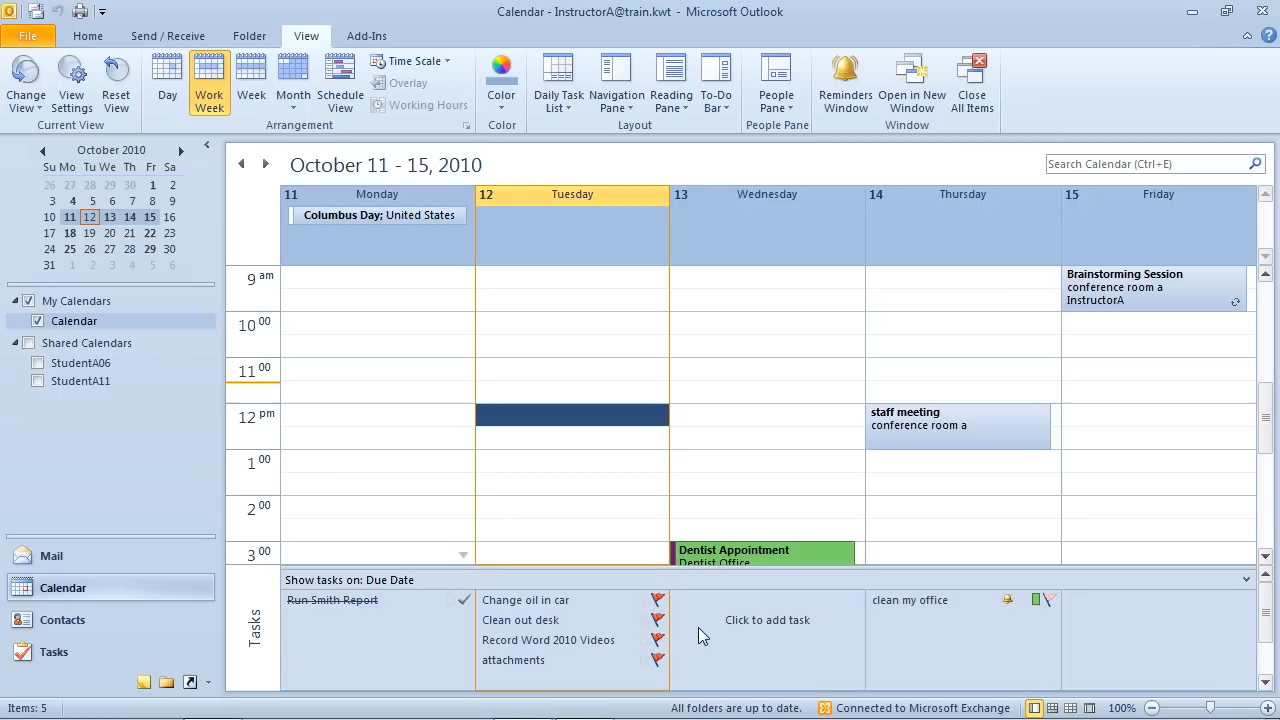 Calendar - InstructorA@train.kwt - Microsoft Outlook
File Home Send / Receive Folder View Add-Ins
Change View View Settings Reset View
Current View
Day Work Week Week Month Schedule View
Time Scale
Overlay
Working Hours
Arrangement
Color
Color
Daily Task List Navigation Pane Reading Pane To-Do Bar
Layout
People Pane
People Pane
Reminders Window Open in New Window Close All Items
Window
October 2010
Su Mo Tu We Th Fr Sa
26 27 28 29 30 1 2
3 4 5 6 7 8 9
10 11 12 13 14 15 16
17 18 19 20 21 22 23
24 25 26 27 28 29 30
31 1 2 3 4 5 6
My Calendars
Calendar
Shared Calendars
StudentA06
StudentA11
Mail
Calendar
Contacts
Tasks
October 11 - 15, 2010
Search Calendar (Ctrl+E)
11 Monday 12 Tuesday 13 Wednesday 14 Thursday 15 Friday
Columbus Day; United States
9 am
10 00
11 00
12 pm
1 00
2 00
3 00
Brainstorming Session
conference room a
InstructorA
staff meeting
conference room a
Dentist Appointment
Dentist Office
Tasks
Show tasks on: Due Date
Run Smith Report
Change oil in car
Clean out desk
Record Word 2010 Videos
attachments
Click to add task
clean my office
Items: 5
All folders are up to date. Connected to Microsoft Exchange 100%